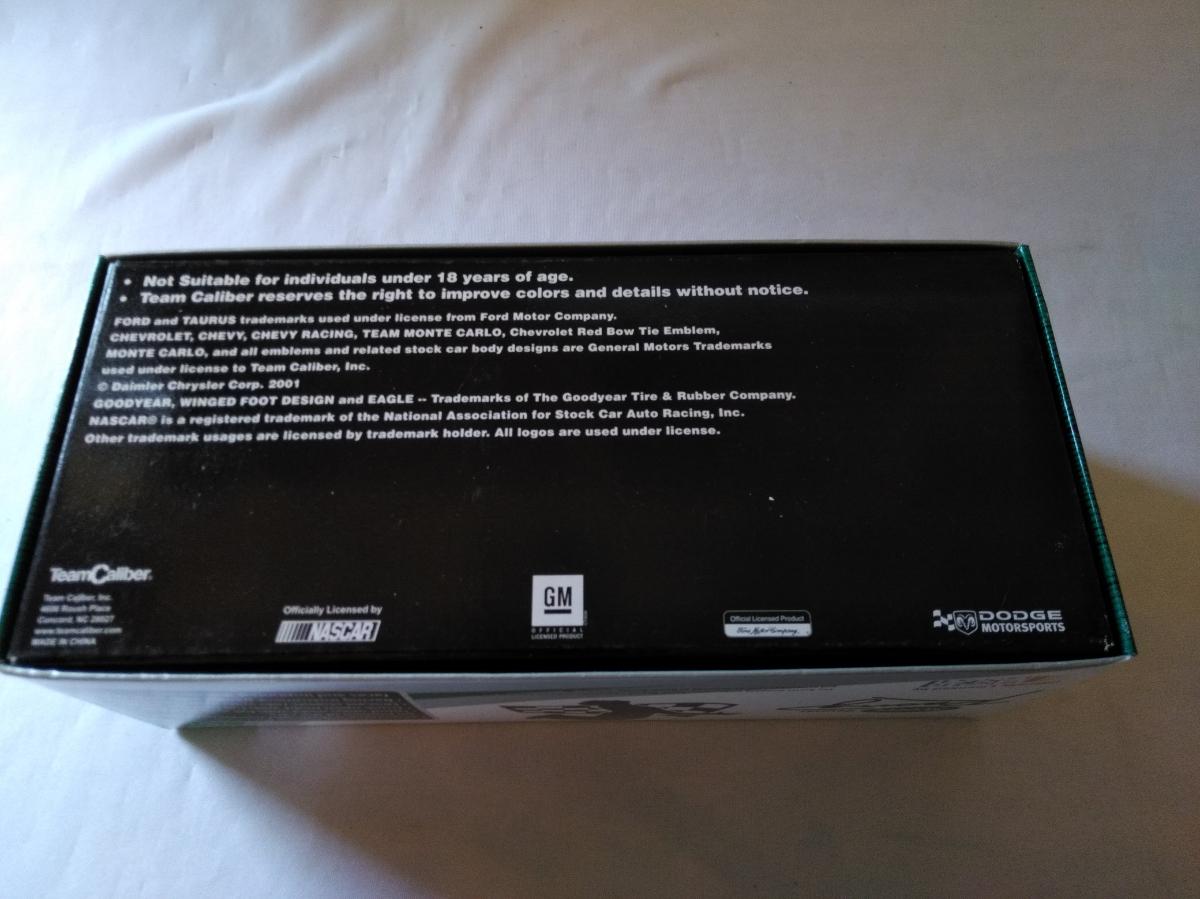 • Not Suitable for individuals under 18 years of age.
• Team Caliber reserves the right to improve colors and details without notice.
FORD and TAURUS trademarks used under license from Ford Motor Company.
CHEVROLET, CHEVY, CHEVY RACING, TEAM MONTE CARLO, Chevrolet Red Bow Tie Emblem,
MONTE CARLO, and all emblems and related stock car body designs are General Motors Trademarks
used under license to Team Caliber, Inc.
© Daimler Chrysler Corp. 2001
GOODYEAR, WINGED FOOT DESIGN and EAGLE -- Trademarks of The Goodyear Tire & Rubber Company.
NASCAR® is a registered trademark of the National Association for Stock Car Auto Racing, Inc.
Other trademark usages are licensed by trademark holder. All logos are used under license.
TeamCaliber
Team Caliber, Inc.
4606 Roush Place
Concord, NC 28027
www.teamcaliber.com
MADE IN CHINA
Officially Licensed by
NASCAR
GM
OFFICIAL
LICENSED PRODUCT
Official Licensed Product
Ford Motor Company
DODGE
MOTORSPORTS